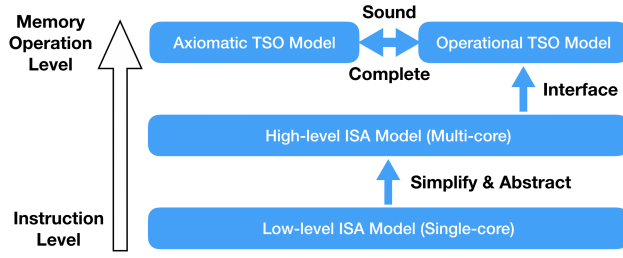 Memory
Operation
Level
Axiomatic TSO Model
Sound
Complete
Operational TSO Model
Interface
High-level ISA Model (Multi-core)
Simplify & Abstract
Instruction
Level
Low-level ISA Model (Single-core)